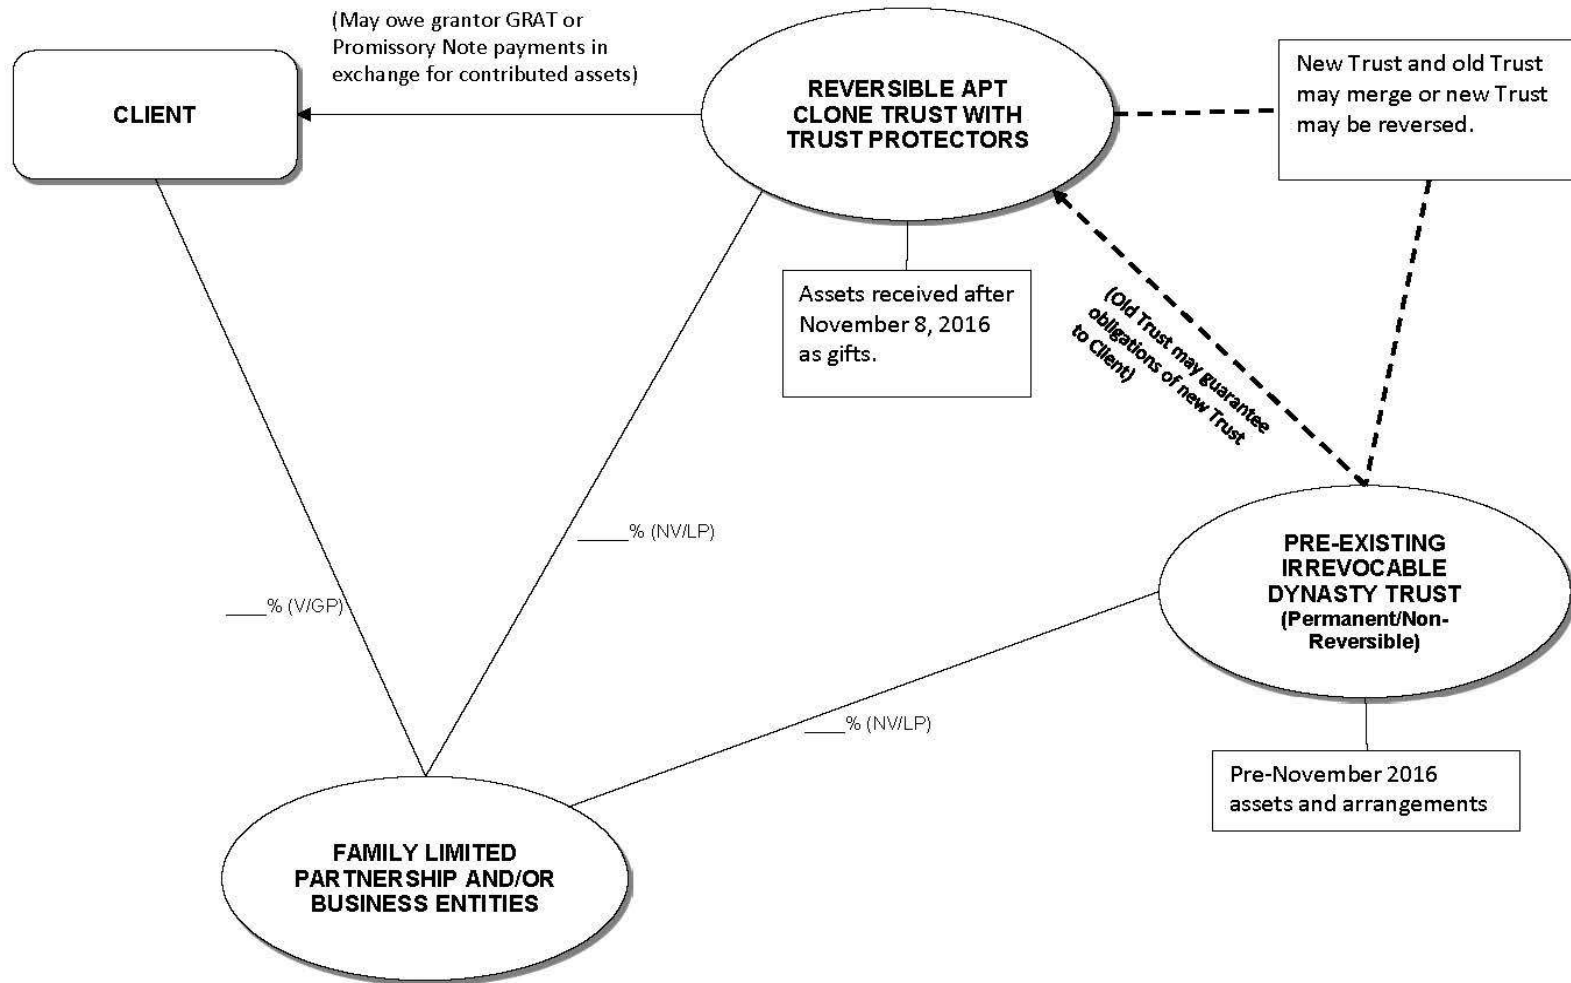 (May owe grantor GRAT or
Promissory Note payments in
exchange for contributed assets)
CLIENT
REVERSIBLE APT
CLONE TRUST WITH
TRUST PROTECTORS
New Trust and old Trust
may merge or new Trust
may be reversed.
Assets received after
November 8, 2016
as gifts.
(Old Trust may guarantee
obligations of new Trust
to Client)
_____% (NV/LP)
____% (V/GP)
PRE-EXISTING
IRREVOCABLE
DYNASTY TRUST
(Permanent/Non-
Reversible)
____% (NV/LP)
Pre-November 2016
assets and arrangements
FAMILY LIMITED
PARTNERSHIP AND/OR
BUSINESS ENTITIES